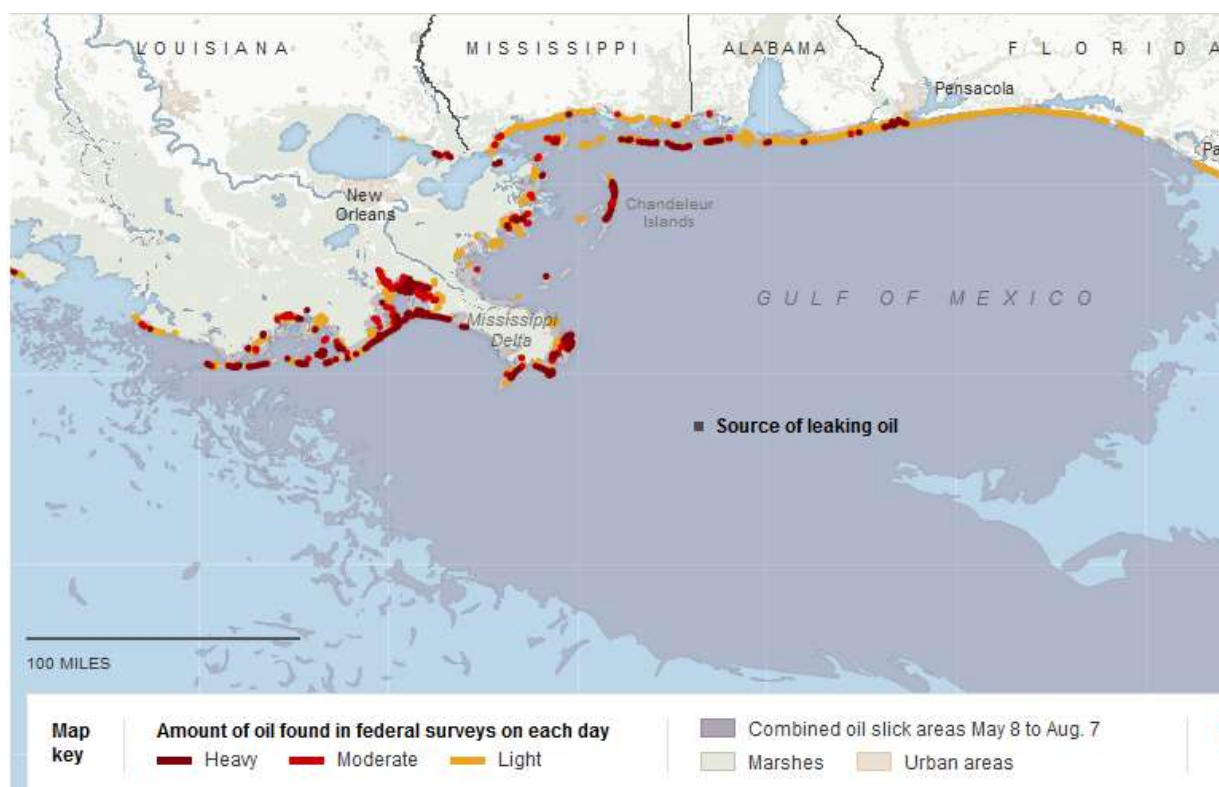 LOUISIANA
MISSISSIPPI
ALABAMA
FLORIDA
Pensacola
Pa
New
Orleans
Chandeleur
Islands
GULF OF MEXICO
Mississippi
Delta
Source of leaking oil
100 MILES
Map
key
Amount of oil found in federal surveys on each day
Heavy
Moderate
Light
Combined oil slick areas May 8 to Aug. 7
Marshes
Urban areas